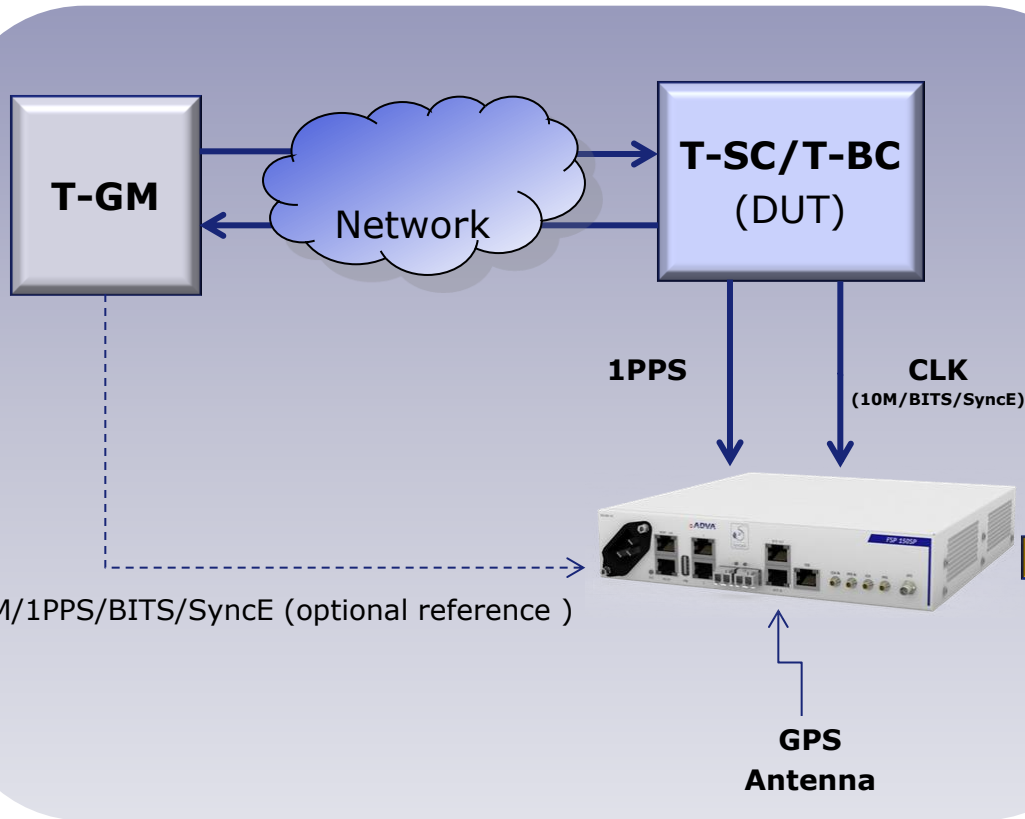 T-GM
Network
T-SC/T-BC
(DUT)
1PPS
CLK
(10M/BITS/SyncE)
ADVA
FSP 150SP
M/1PPS/BITS/SyncE (optional reference )
GPS
Antenna